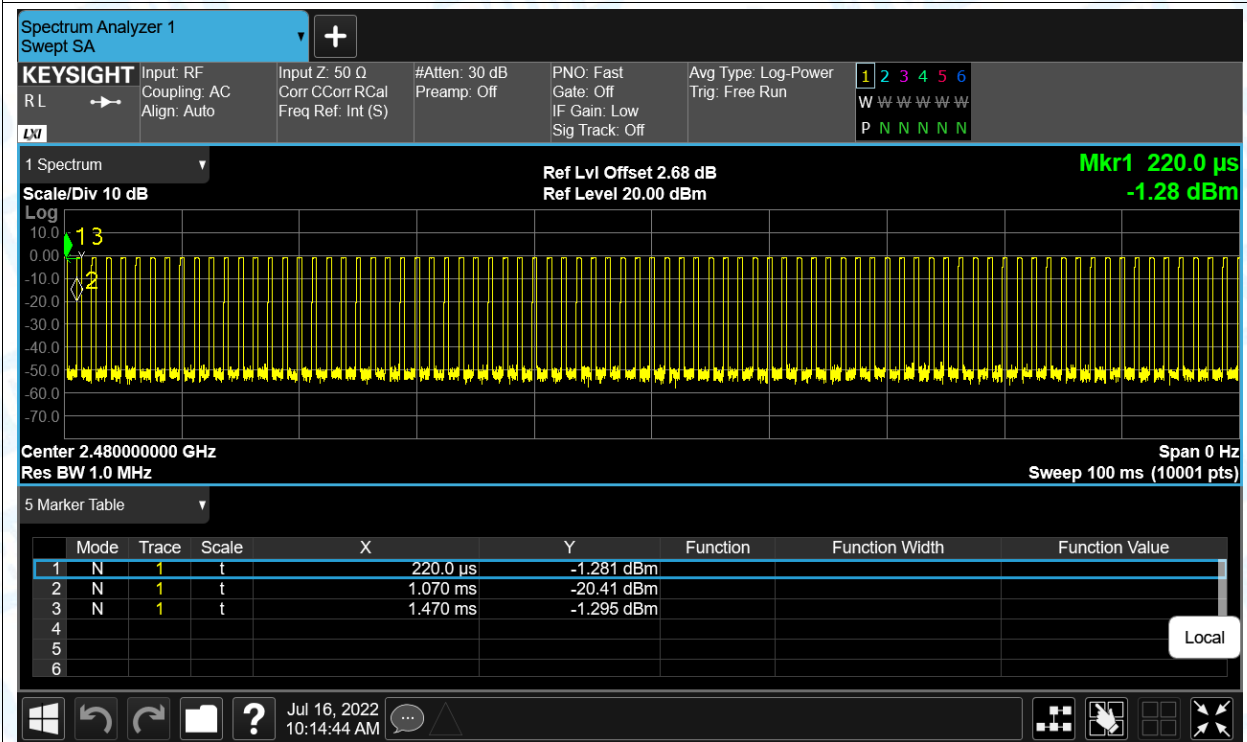 Spectrum Analyzer 1
Swept SA
+
KEYSIGHT Input: RF Input Z: 50 Ω #Atten: 30 dB PNO: Fast Avg Type: Log-Power 1 2 3 4 5 6
R L Coupling: AC Corr CCorr RCal Preamp: Off Gate: Off Trig: Free Run W W W W W W
Align: Auto Freq Ref: Int (S) IF Gain: Low
LXI Sig Track: Off P N N N N N
1 Spectrum Ref Lvl Offset 2.68 dB Mkr1 220.0 µs
Scale/Div 10 dB Ref Level 20.00 dBm -1.28 dBm
Log
10.0 1 3
0.00
-10.0 2
-20.0
-30.0
-40.0
-50.0
-60.0
-70.0
Center 2.480000000 GHz Span 0 Hz
Res BW 1.0 MHz Sweep 100 ms (10001 pts)
5 Marker Table
Mode Trace Scale X Y Function Function Width Function Value
1 N 1 t 220.0 µs -1.281 dBm
2 N 1 t 1.070 ms -20.41 dBm
3 N 1 t 1.470 ms -1.295 dBm
4
5
6
Local
? Jul 16, 2022
10:14:44 AM